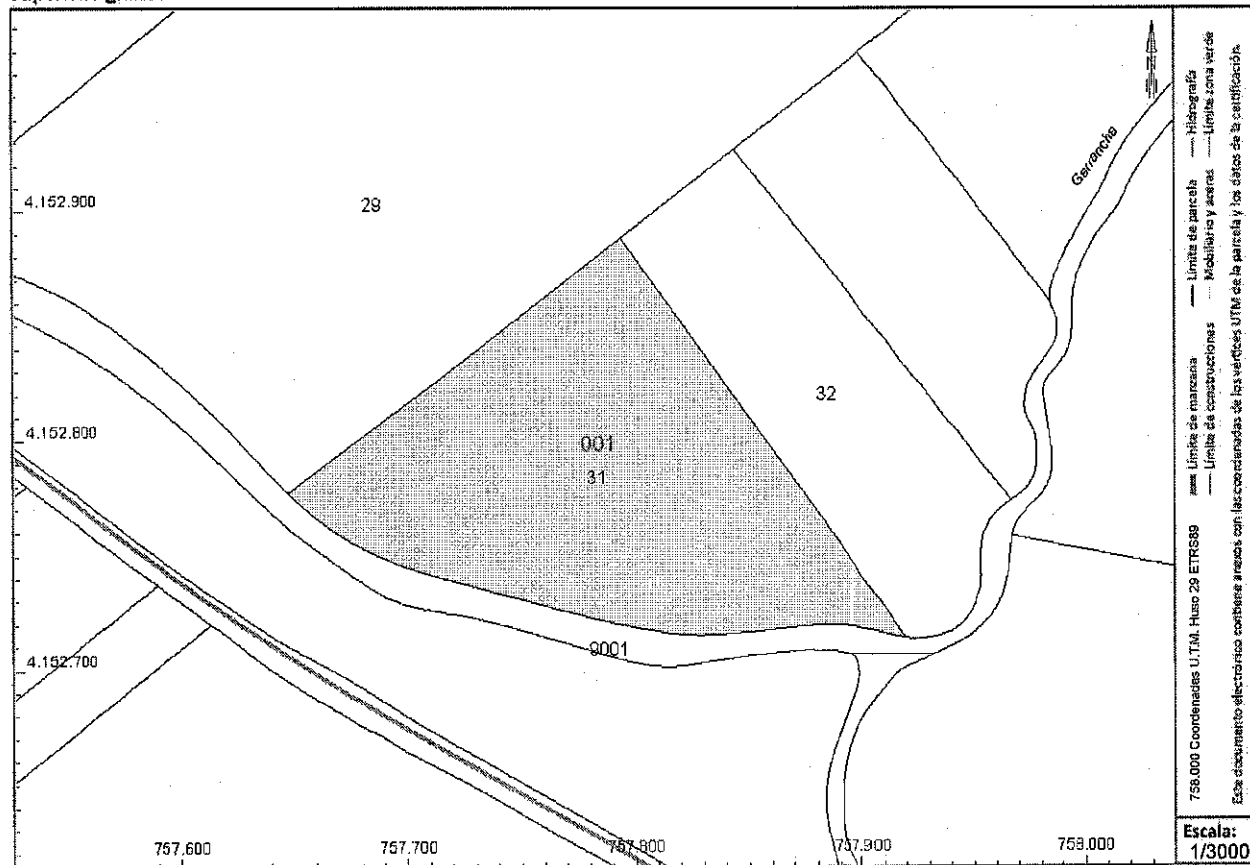 4.152.900
4.152.800
4.152.700
757.600
757.700
757.800
757.900
758.000
29
001
31
32
9001
Garrancha
758.000 Coordenadas U.T.M. Huso 29 ETRS89
Límite de manzana
Límite de parcela
Hidrografía
Límite de construcciones
Mobiliario y aceras
Límite zona verde
Este documento electrónico contiene anexos con las coordenadas de los vértices UTM de la parcela y los datos de la certificación.
Escala:
1/3000